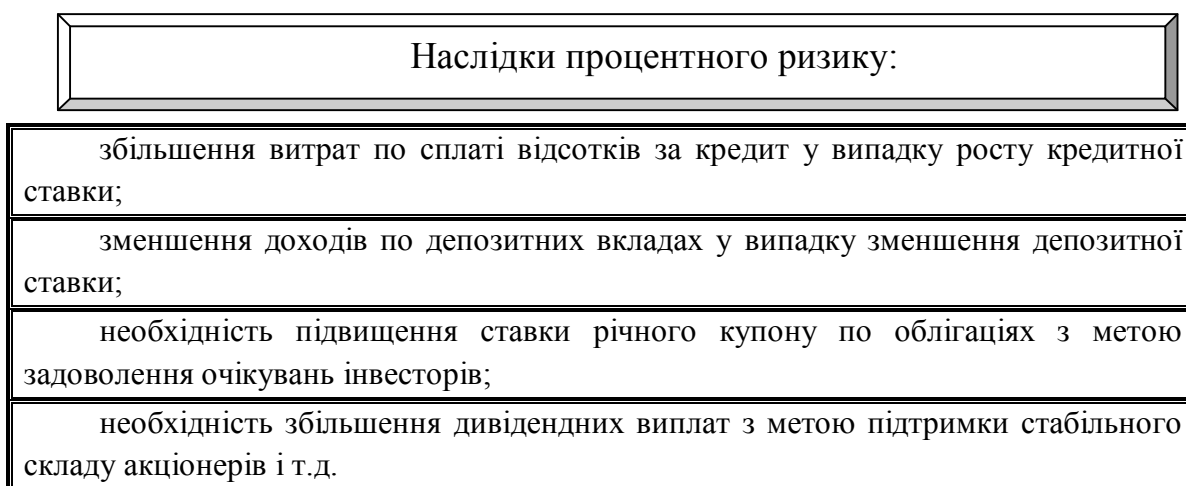 Наслідки процентного ризику:
збільшення витрат по сплаті відсотків за кредит у випадку росту кредитної
ставки;
зменшення доходів по депозитних вкладах у випадку зменшення депозитної
ставки;
необхідність підвищення ставки річного купону по облігаціях з метою
задоволення очікувань інвесторів;
необхідність збільшення дивідендних виплат з метою підтримки стабільного
складу акціонерів і т.д.